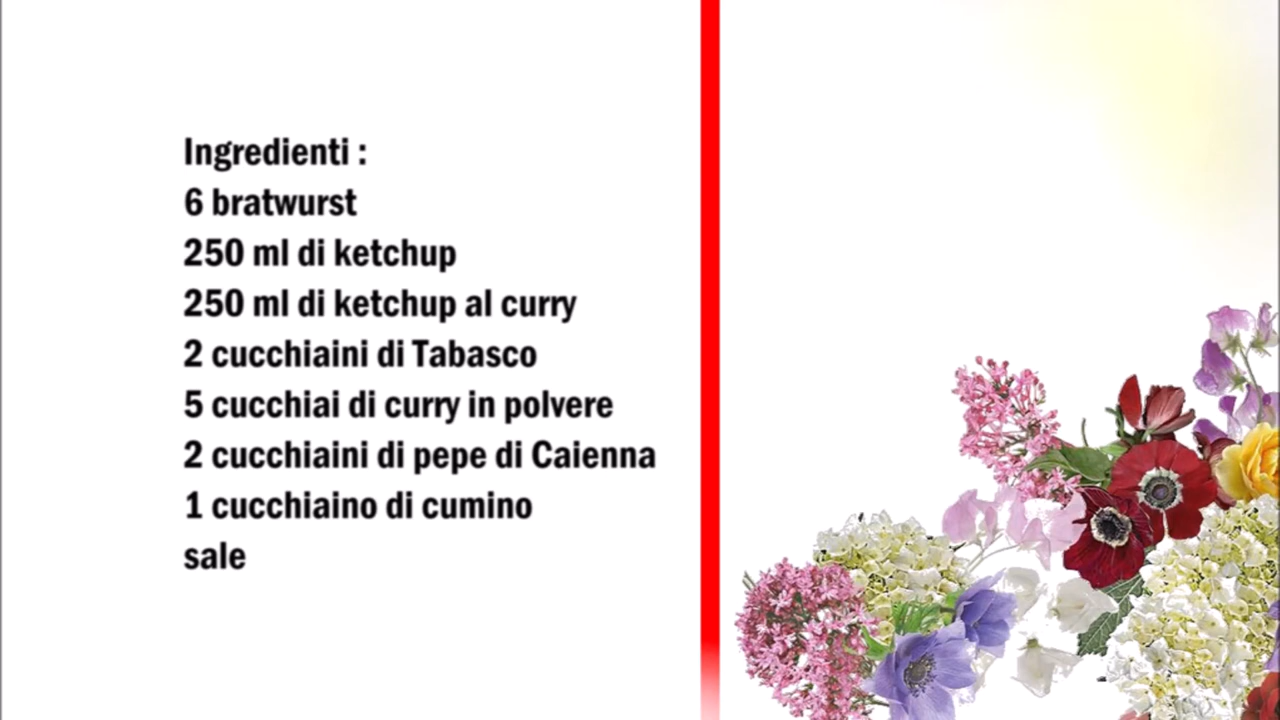 Ingredienti :
6 bratwurst
250 ml di ketchup
250 ml di ketchup al curry
2 cucchiaini di Tabasco
5 cucchiai di curry in polvere
2 cucchiaini di pepe di Caienna
1 cucchiaino di cumino
sale